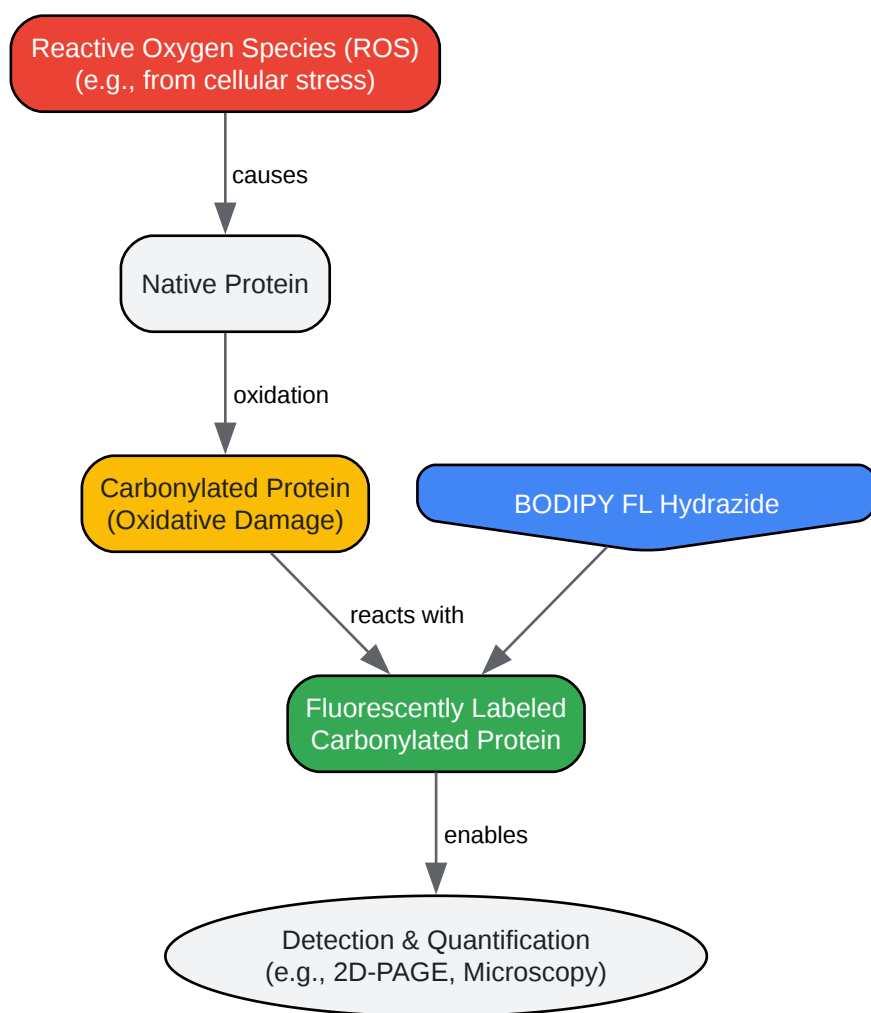 Reactive Oxygen Species (ROS)
(e.g., from cellular stress)
causes
Native Protein
oxidation
Carbonylated Protein
(Oxidative Damage)
BODIPY FL Hydrazide
reacts with
Fluorescently Labeled
Carbonylated Protein
enables
Detection & Quantification
(e.g., 2D-PAGE, Microscopy)